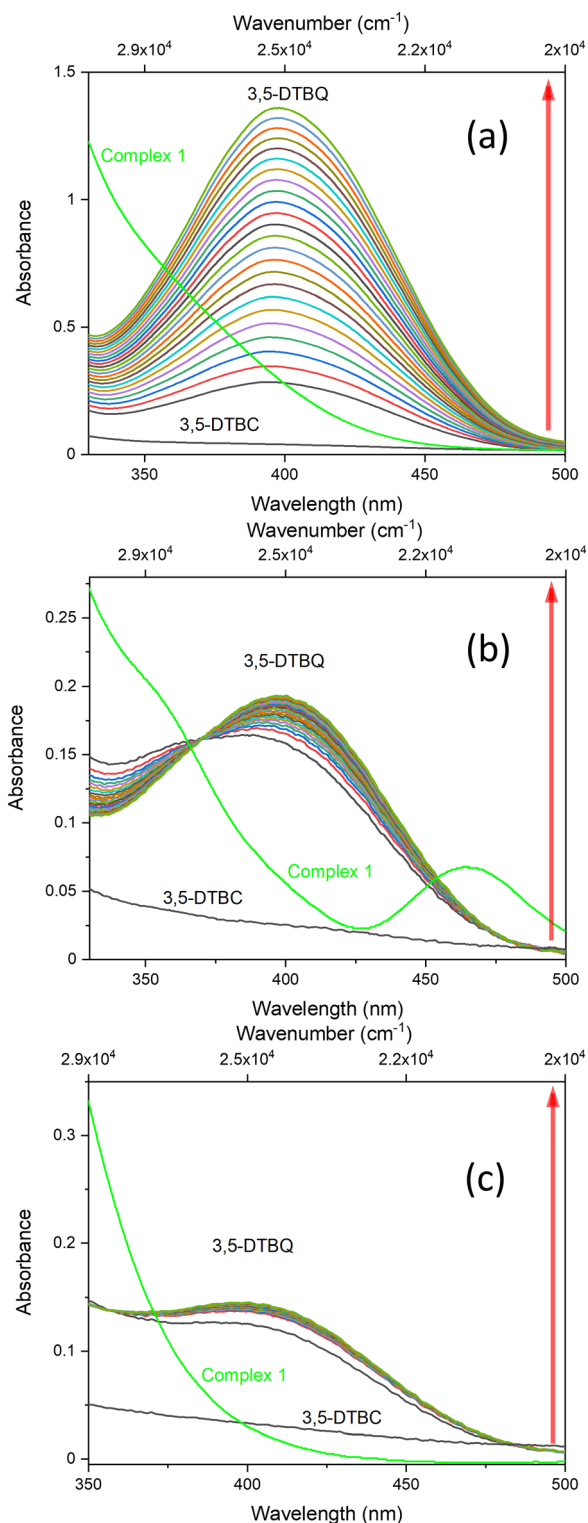 Wavenumber (cm⁻¹)
2.9x10⁴ 2.5x10⁴ 2.2x10⁴ 2x10⁴
1.5
3,5-DTBQ
(a)
Complex 1
1
Absorbance
0.5
3,5-DTBC
0
350 400 450 500
Wavelength (nm)
Wavenumber (cm⁻¹)
2.9x10⁴ 2.5x10⁴ 2.2x10⁴ 2x10⁴
0.25
(b)
3,5-DTBQ
0.2
0.15
Absorbance
0.1
Complex 1
0.05
3,5-DTBC
0
350 400 450 500
Wavelength (nm)
Wavenumber (cm⁻¹)
2.9x10⁴ 2.5x10⁴ 2.2x10⁴ 2x10⁴
0.3
(c)
3,5-DTBQ
0.2
Absorbance
0.1
Complex 1
3,5-DTBC
0
350 400 450 500
Wavelength (nm)